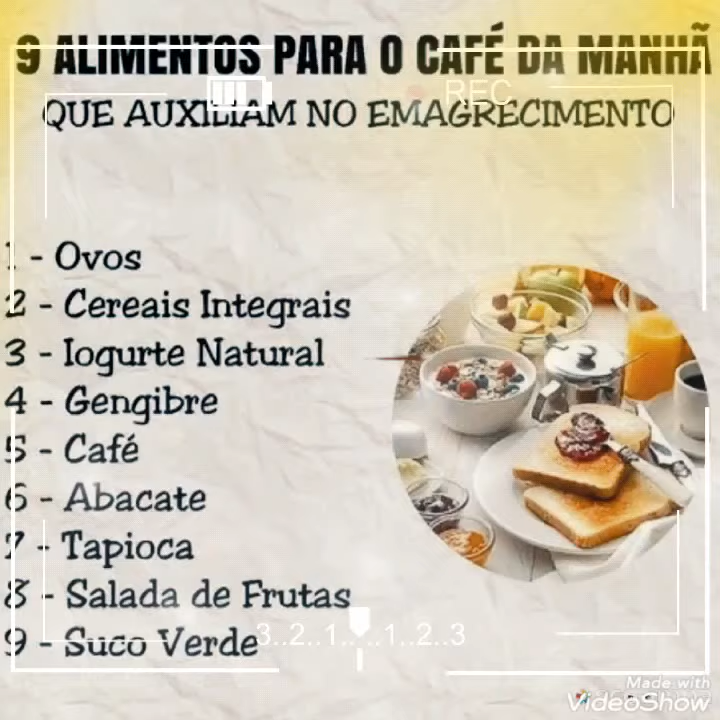 9 ALIMENTOS PARA O CAFÉ DA MANHÃ
REC
QUE AUXILIAM NO EMAGRECIMENTO
1 - Ovos
2 - Cereais Integrais
3 - Iogurte Natural
4 - Gengibre
5 - Café
6 - Abacate
7 - Tapioca
8 - Salada de Frutas
9 - Suco Verde
3..2..1.....1..2..3
Made with
VideoShow